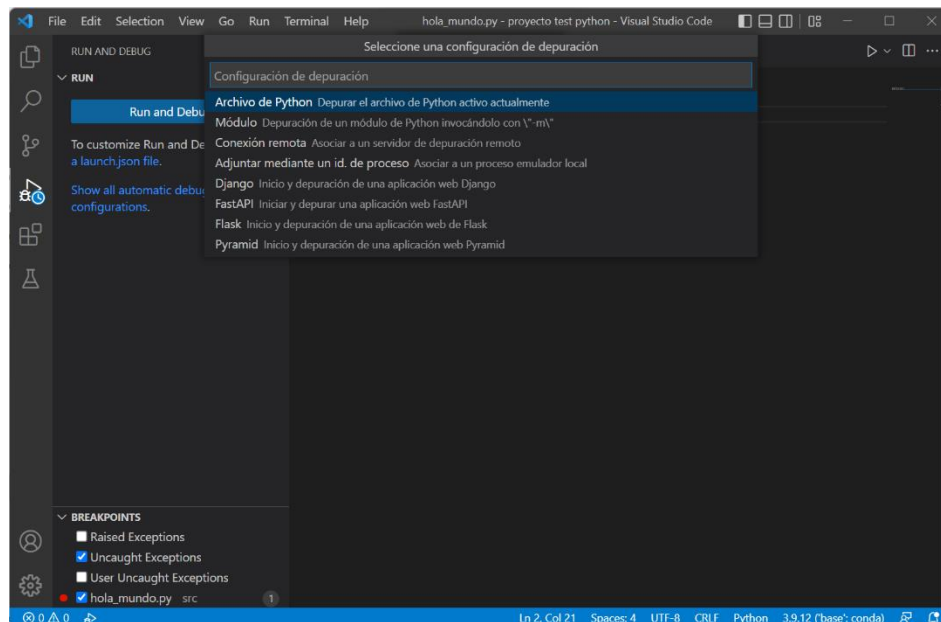 File Edit Selection View Go Run Terminal Help hola_mundo.py - proyecto test python - Visual Studio Code
RUN AND DEBUG
RUN
Run and Debu
To customize Run and De
a launch.json file.
Show all automatic debu
configurations.
Seleccione una configuración de depuración
Configuración de depuración
Archivo de Python Depurar el archivo de Python activo actualmente
Módulo Depuración de un módulo de Python invocándolo con \"-m\"
Conexión remota Asociar a un servidor de depuración remoto
Adjuntar mediante un id. de proceso Asociar a un proceso emulador local
Django Inicio y depuración de una aplicación web Django
FastAPI Iniciar y depurar una aplicación web FastAPI
Flask Inicio y depuración de una aplicación web de Flask
Pyramid Inicio y depuración de una aplicación web Pyramid
BREAKPOINTS
Raised Exceptions
Uncaught Exceptions
User Uncaught Exceptions
hola_mundo.py src 1
0 0 Ln 2, Col 21 Spaces: 4 UTF-8 CRLF Python 3.9.12 ('base': conda)